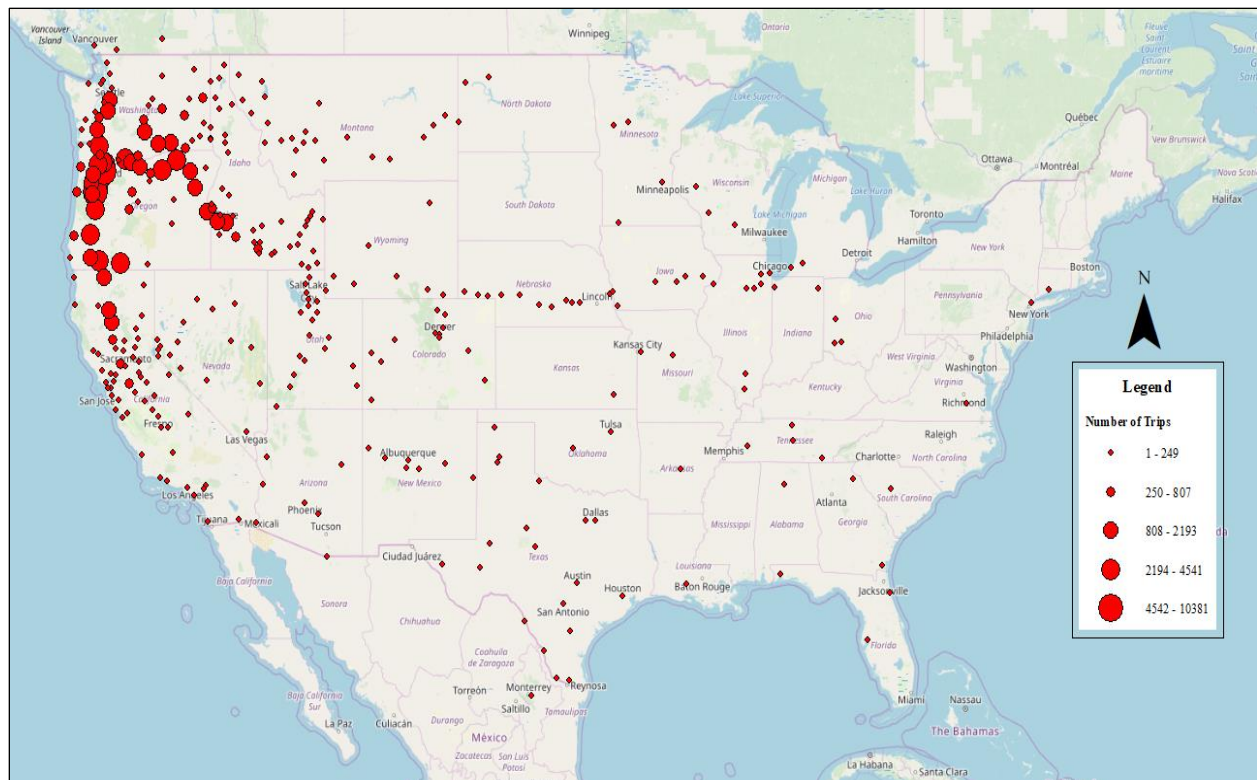 Vancouver
Island
Vancouver
Winnipeg
Ontario
Fleuve
Saint-
Laurent,
Estuaire
maritime
Seattle
Washington
Montana
North Dakota
Minnesota
Lake Superior
Québec
New Brunswick
Nova Scotia
Halifax
Idaho
Oregon
Minneapolis
Wisconsin
Michigan
Lake Huron
Ottawa
Montréal
Maine
South Dakota
Lake Michigan
Toronto
Hamilton
Milwaukee
Detroit
New York
Boston
Wyoming
Iowa
Chicago
Salt Lake
City
Nebraska
Lincoln
Pennsylvania
New York
Ohio
Illinois
Indiana
Philadelphia
Denver
Utah
Colorado
Kansas City
Sacramento
Nevada
Kansas
Missouri
West Virginia
Washington
Virginia
Kentucky
Richmond
San Jose
California
Fresno
Las Vegas
Tulsa
Raleigh
Albuquerque
Oklahoma
Tennessee
Memphis
Charlotte
North Carolina
Los Angeles
Arizona
New Mexico
Arkansas
Atlanta
South Carolina
Phoenix
Tijuana
Mexicali
Tucson
Dallas
Mississippi
Alabama
Georgia
Ciudad Juárez
Texas
Louisiana
Baja California
Sonora
Austin
Houston
Baton Rouge
Jacksonville
San Antonio
Chihuahua
Florida
Coahuila
de Zaragoza
Baja
California
Sur
Monterrey
Reynosa
Torreón
Saltillo
Miami
Nassau
La Paz
Culiacán
Durango
Nuevo
León
Tamaulipas
The Bahamas
México
Zacatecas
San Luis
Potosí
La Habana
Santa Clara
N
Legend
Number of Trips
1 - 249
250 - 807
808 - 2193
2194 - 4541
4542 - 10381